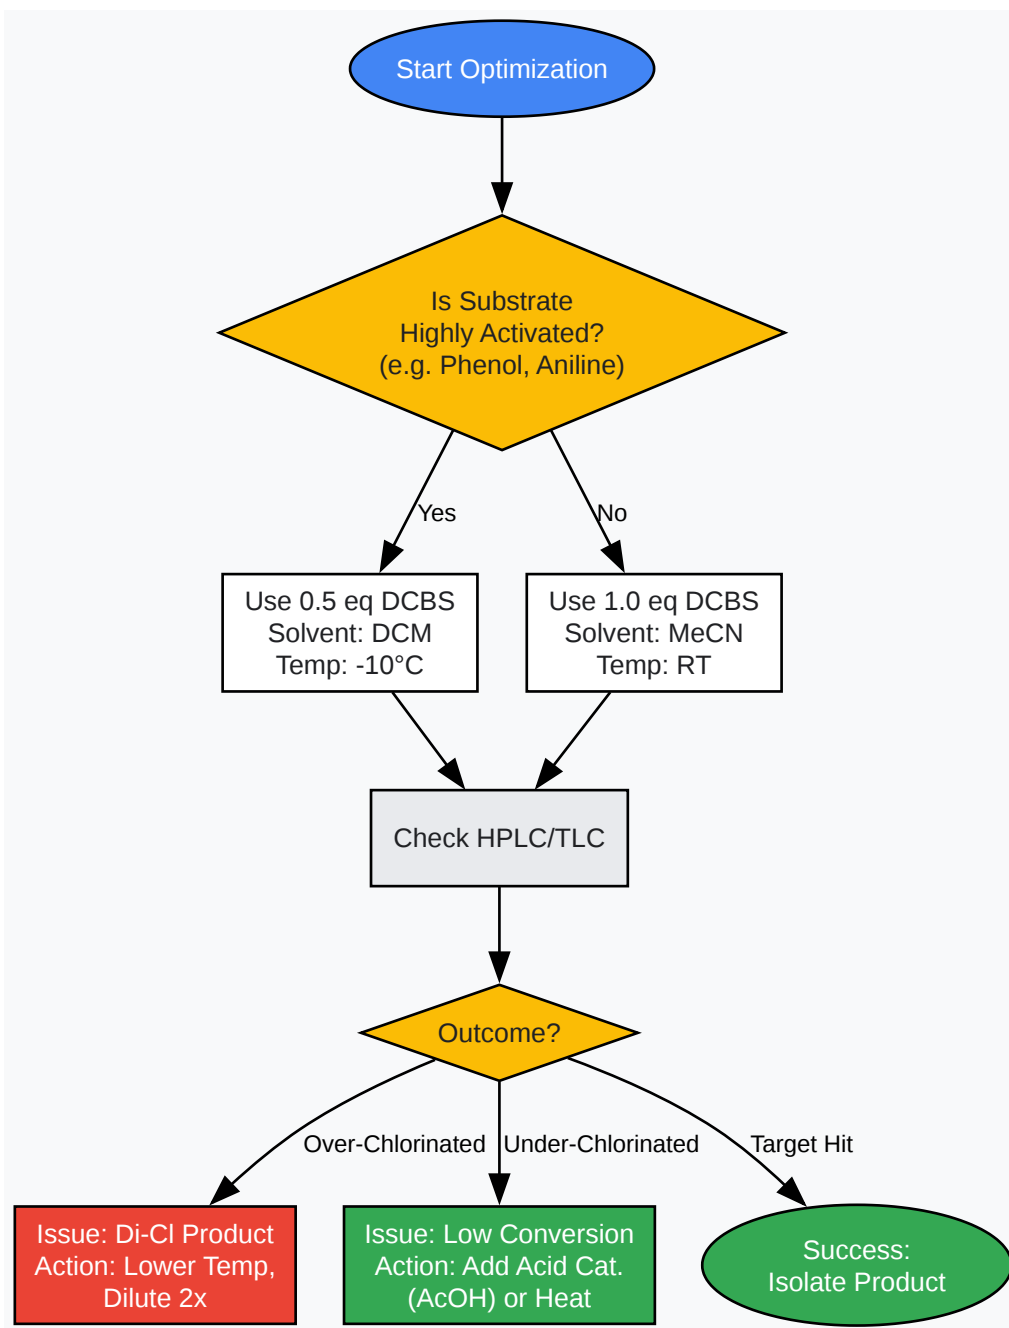 Start Optimization
Is Substrate
Highly Activated?
(e.g. Phenol, Aniline)
Yes
No
Use 0.5 eq DCBS
Solvent: DCM
Temp: -10°C
Use 1.0 eq DCBS
Solvent: MeCN
Temp: RT
Check HPLC/TLC
Outcome?
Over-Chlorinated
Under-Chlorinated
Target Hit
Issue: Di-Cl Product
Action: Lower Temp,
Dilute 2x
Issue: Low Conversion
Action: Add Acid Cat.
(AcOH) or Heat
Success:
Isolate Product